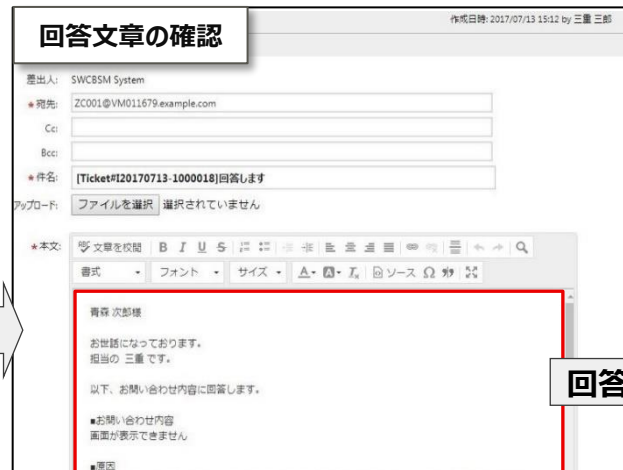 回答文章の確認
作成日時: 2017/07/13 15:12 by 三重 三郎
差出人: SWCBSM System
★宛先: ZC001@VM011679.example.com
Cc:
Bcc:
★件名: [Ticket#I20170713-1000018]回答します
アップロード: ファイルを選択 選択されていません
★本文: 文章を校閲 B I U S
書式 フォント サイズ A A Tx ソース Ω
青森 次郎様
お世話になっております。
担当の 三重 です。
以下、お問い合わせ内容に回答します。
回答
■お問い合わせ内容
画面が表示できません
■原因